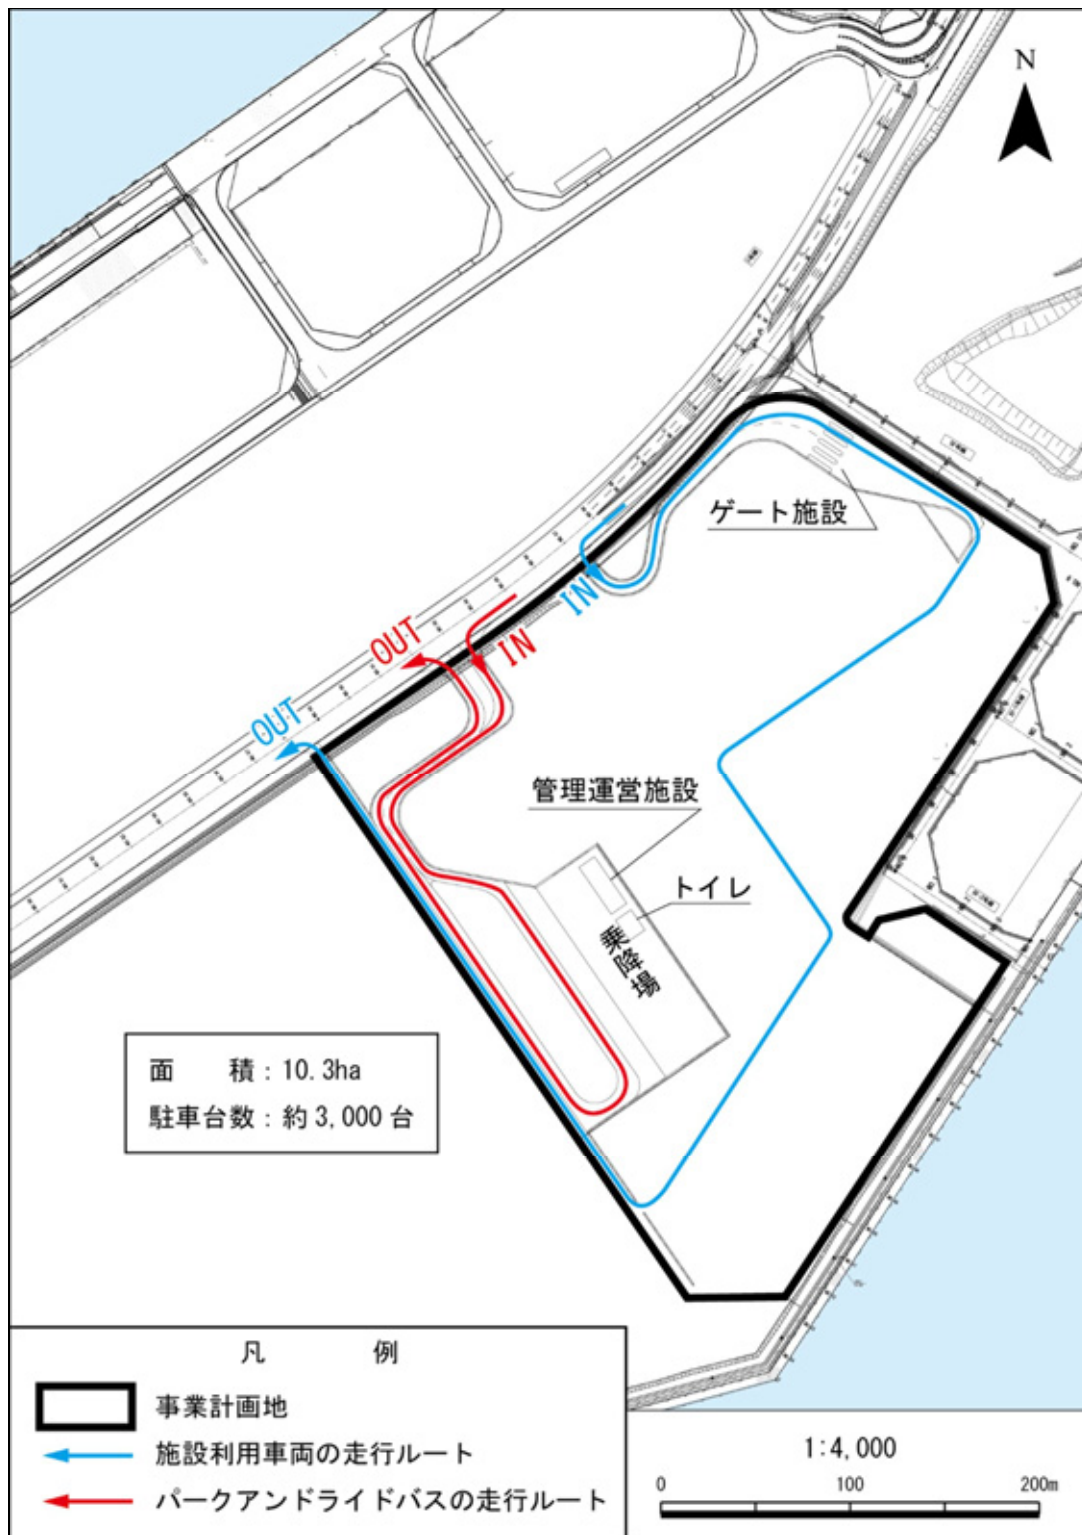 N
ゲート施設
IN
IN
OUT
OUT
管理運営施設
トイレ
乗降場
面　　積：10.3ha
駐車台数：約3,000台
凡　　　例
事業計画地
施設利用車両の走行ルート
パークアンドライドバスの走行ルート
1:4,000
0 100 200m